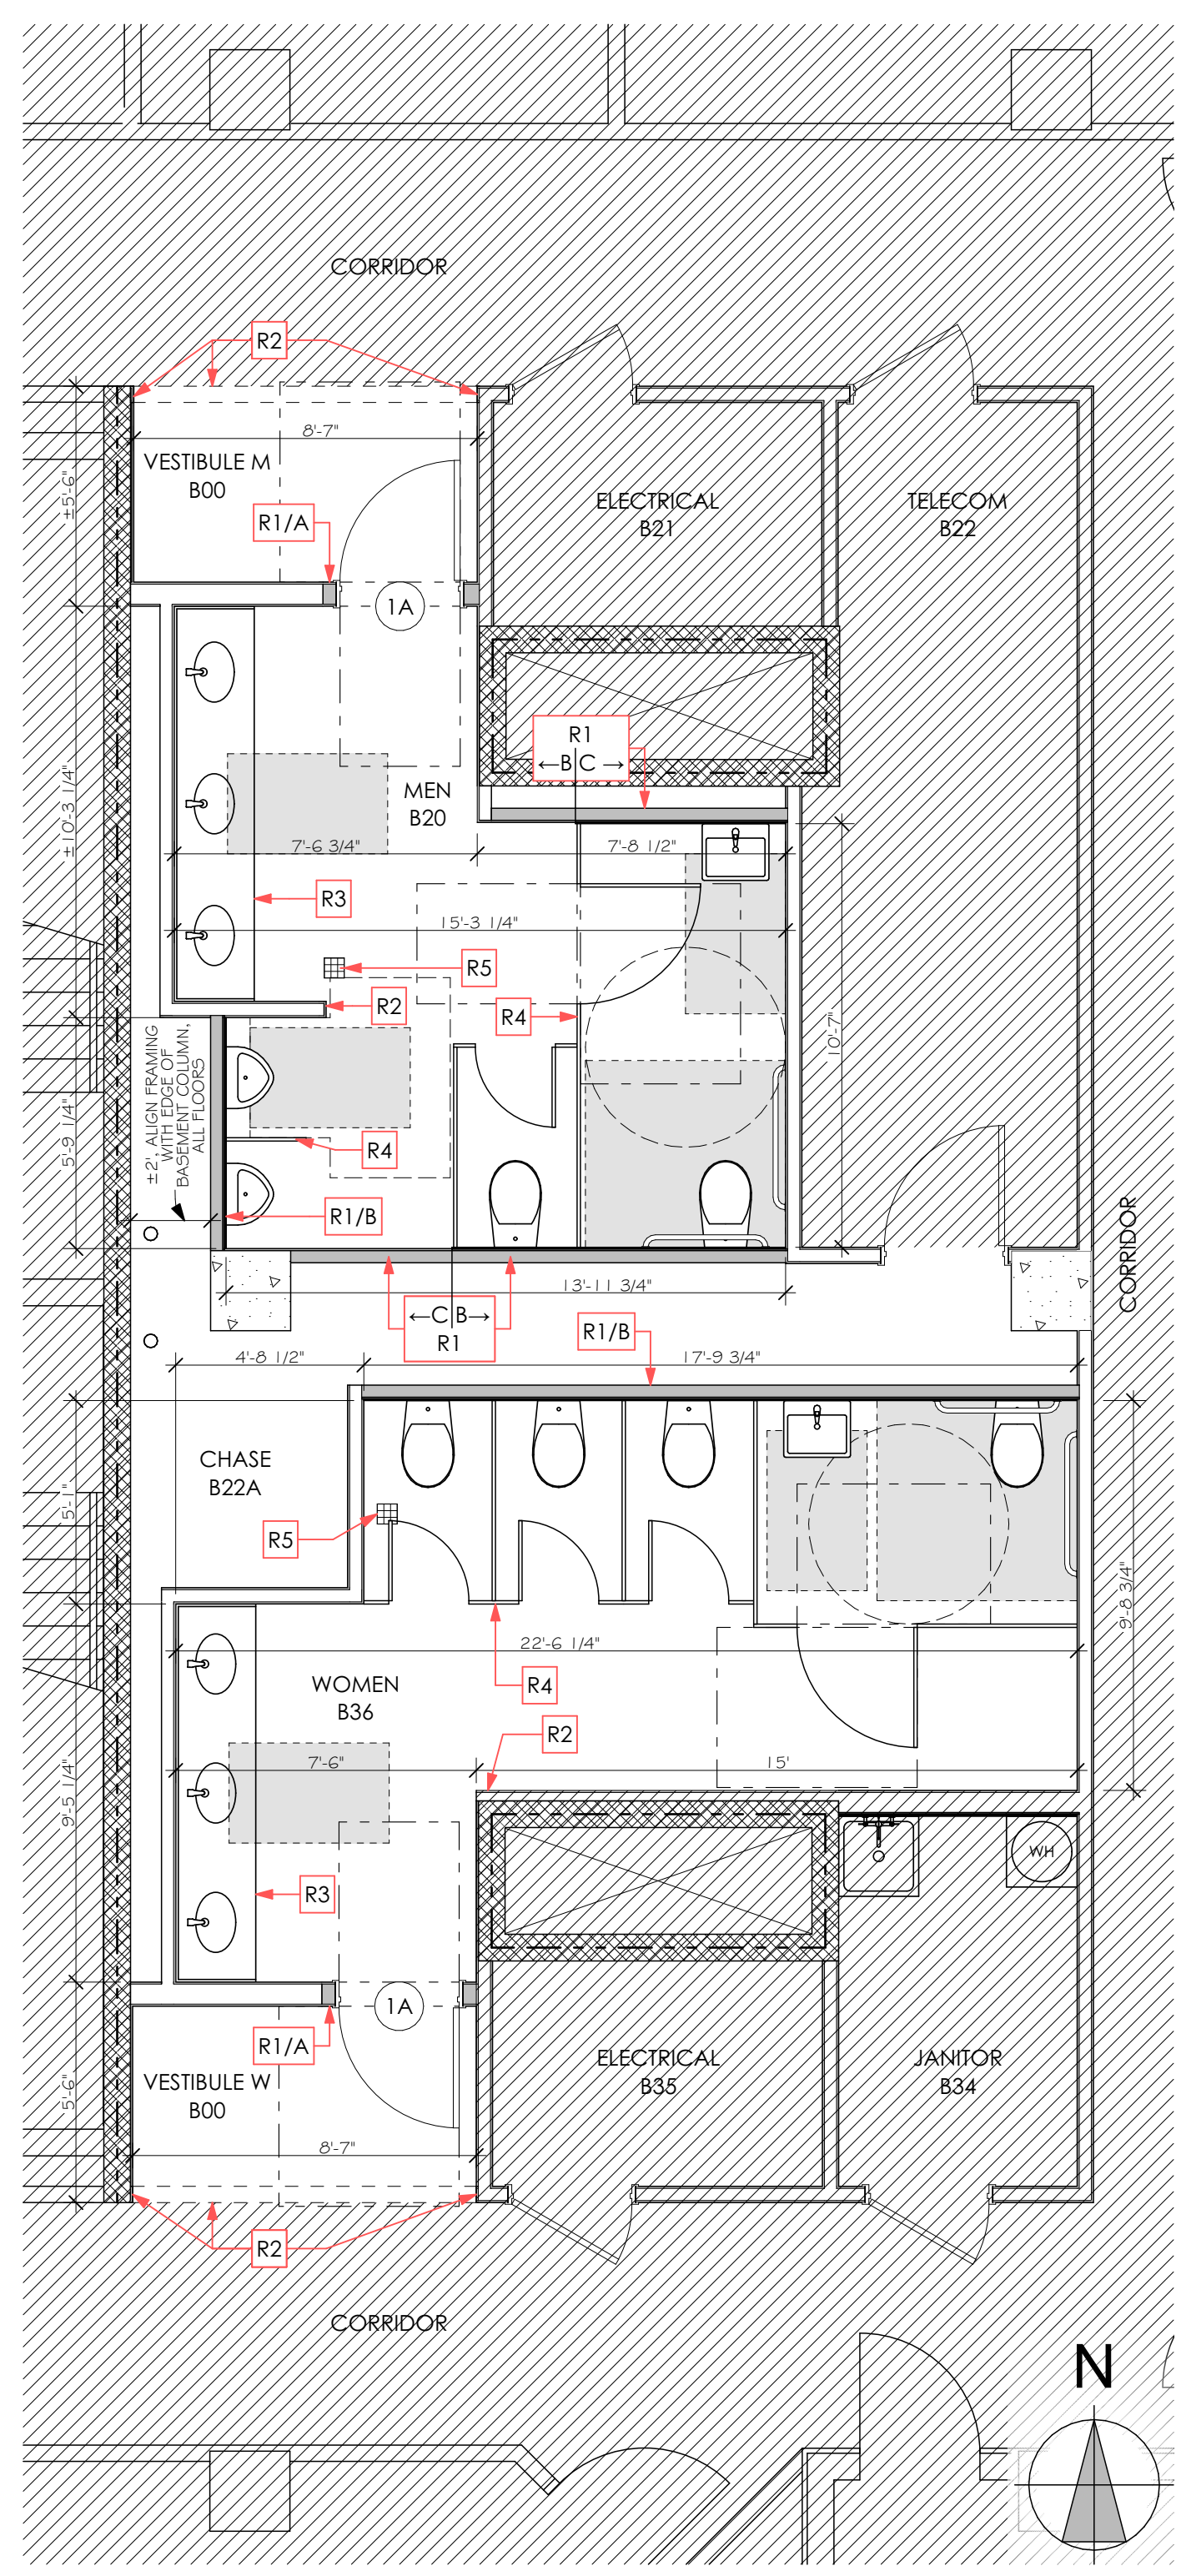 CORRIDOR
R2
8'-7"
VESTIBULE M
B00
±5'-6"
ELECTRICAL
B21
TELECOM
B22
R1/A
1A
R1
←B|C→
MEN
B20
±10'-3 1/4"
7'-6 3/4"
7'-8 1/2"
R3
15'-3 1/4"
R5
R2
R4
10'-7"
±2', ALIGN FRAMING
WITH EDGE OF
BASEMENT COLUMN,
ALL FLOORS
5'-9 1/4"
R4
R1/B
CORRIDOR
13'-11 3/4"
←C|B→
R1
R1/B
4'-8 1/2"
17'-9 3/4"
CHASE
B22A
5'-1"
R5
9'-8 3/4"
22'-6 1/4"
WOMEN
B36
R4
R2
7'-6"
15'
9'-5 1/4"
WH
R3
1A
R1/A
ELECTRICAL
B35
JANITOR
B34
VESTIBULE W
B00
5'-6"
8'-7"
R2
CORRIDOR
N